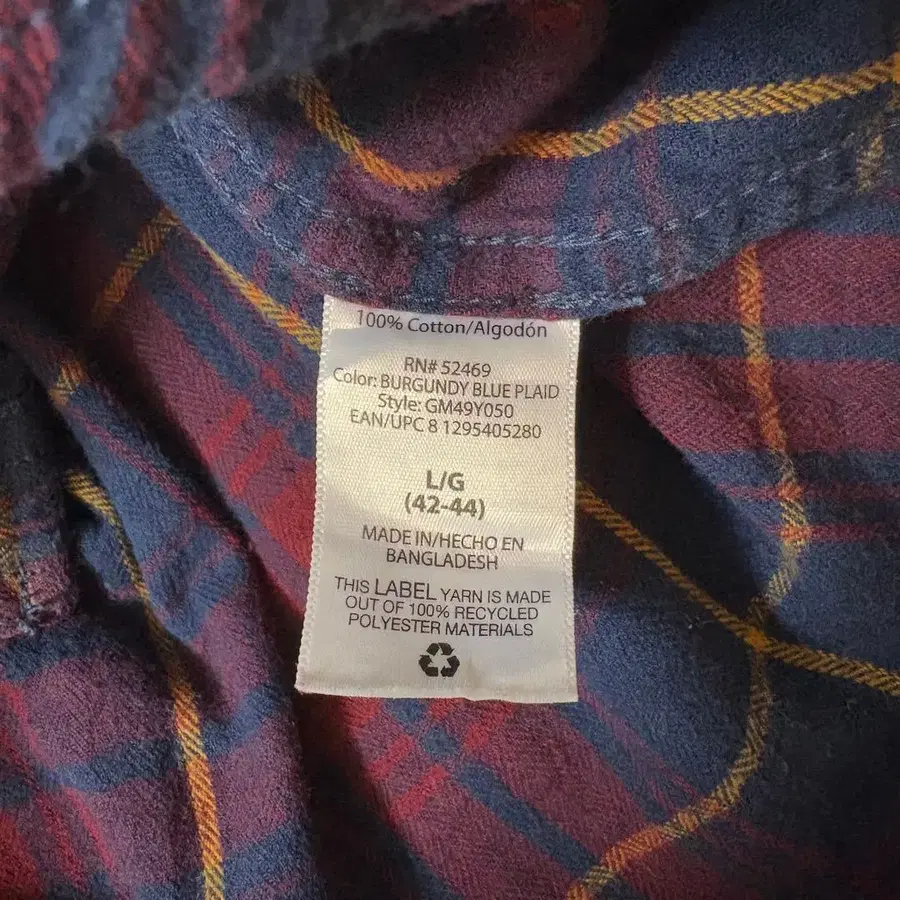 100% Cotton/Algodón
RN# 52469
Color: BURGUNDY BLUE PLAID
Style: GM49Y050
EAN/UPC 8 1295405280
L/G
(42-44)
MADE IN/HECHO EN
BANGLADESH
THIS LABEL YARN IS MADE
OUT OF 100% RECYCLED
POLYESTER MATERIALS